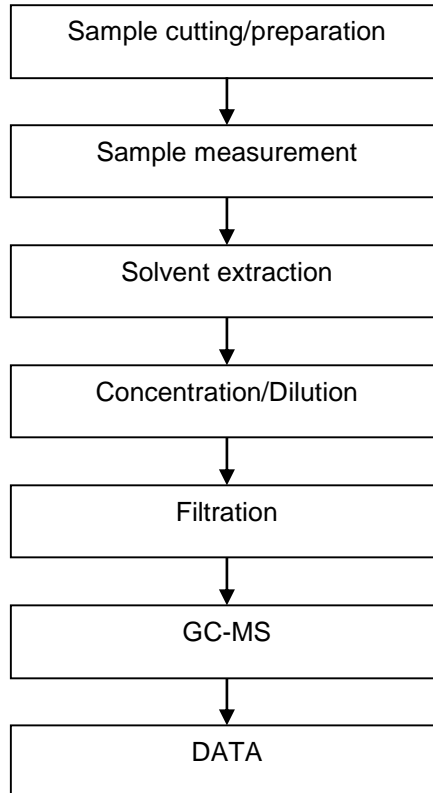 Sample cutting/preparation
Sample measurement
Solvent extraction
Concentration/Dilution
Filtration
GC-MS
DATA